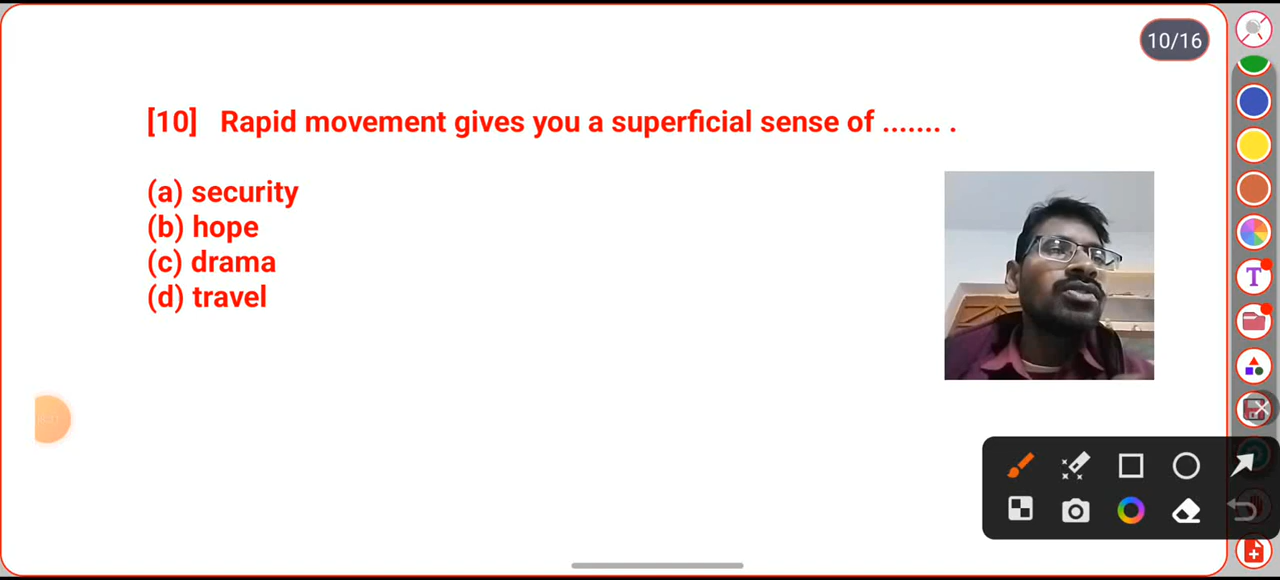 10/16
[10] Rapid movement gives you a superficial sense of ....... .
(a) security
(b) hope
(c) drama
(d) travel
T